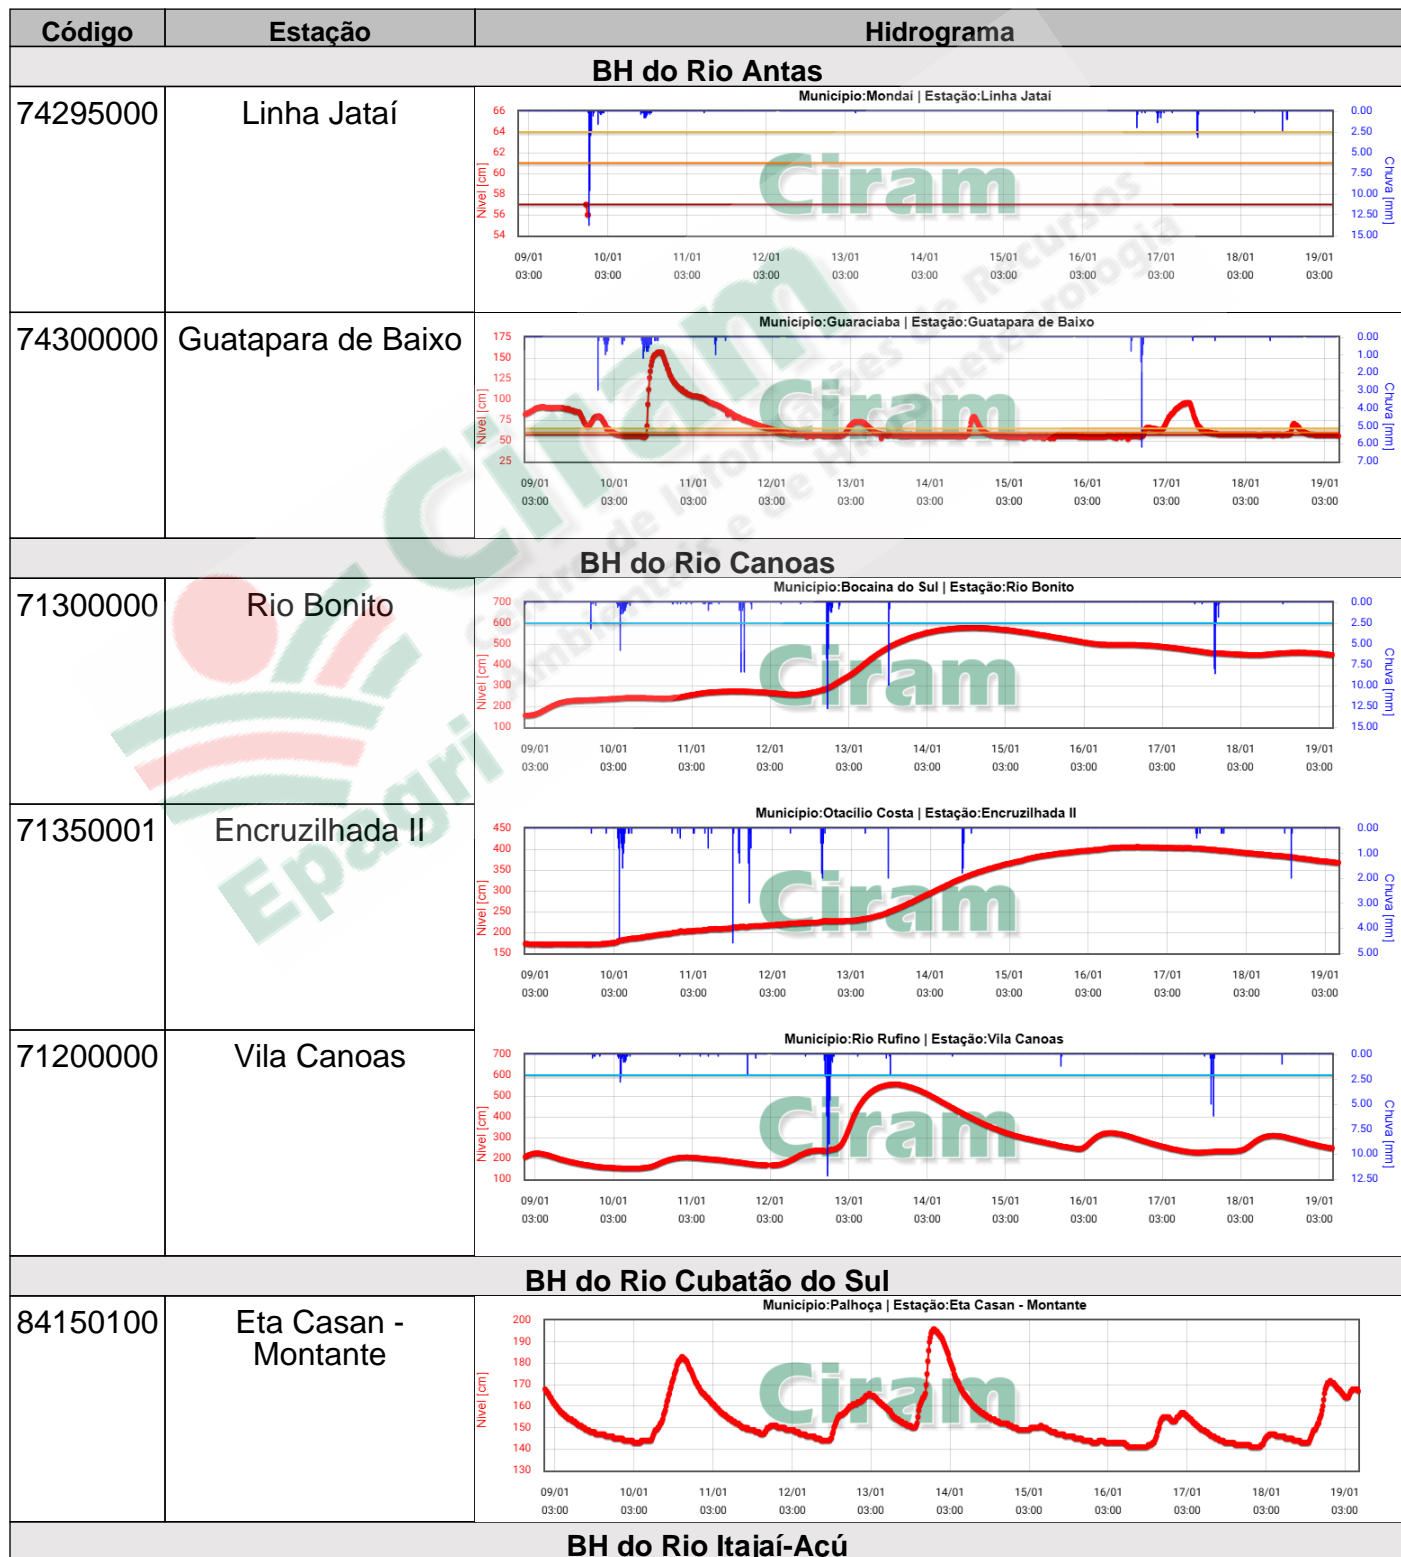 Código Estação Hidrograma
BH do Rio Antas
74295000 Linha Jataí
Município:Mondaí | Estação:Linha Jataí
66 64 62 60 58 56 54
Nível [cm]
0.00 2.50 5.00 7.50 10.00 12.50 15.00
Chuva [mm]
09/01 10/01 11/01 12/01 13/01 14/01 15/01 16/01 17/01 18/01 19/01
03:00 03:00 03:00 03:00 03:00 03:00 03:00 03:00 03:00 03:00 03:00
74300000 Guatapara de Baixo
Município:Guaraciaba | Estação:Guatapara de Baixo
175 150 125 100 75 50 25
Nível [cm]
0.00 1.00 2.00 3.00 4.00 5.00 6.00 7.00
Chuva [mm]
09/01 10/01 11/01 12/01 13/01 14/01 15/01 16/01 17/01 18/01 19/01
03:00 03:00 03:00 03:00 03:00 03:00 03:00 03:00 03:00 03:00 03:00
BH do Rio Canoas
71300000 Rio Bonito
Município:Bocaina do Sul | Estação:Rio Bonito
700 600 500 400 300 200 100
Nível [cm]
0.00 2.50 5.00 7.50 10.00 12.50 15.00
Chuva [mm]
09/01 10/01 11/01 12/01 13/01 14/01 15/01 16/01 17/01 18/01 19/01
03:00 03:00 03:00 03:00 03:00 03:00 03:00 03:00 03:00 03:00 03:00
71350001 Encruzilhada II
Município:Otacílio Costa | Estação:Encruzilhada II
450 400 350 300 250 200 150
Nível [cm]
0.00 1.00 2.00 3.00 4.00 5.00
Chuva [mm]
09/01 10/01 11/01 12/01 13/01 14/01 15/01 16/01 17/01 18/01 19/01
03:00 03:00 03:00 03:00 03:00 03:00 03:00 03:00 03:00 03:00 03:00
71200000 Vila Canoas
Município:Rio Rufino | Estação:Vila Canoas
700 600 500 400 300 200 100
Nível [cm]
0.00 2.50 5.00 7.50 10.00 12.50
Chuva [mm]
09/01 10/01 11/01 12/01 13/01 14/01 15/01 16/01 17/01 18/01 19/01
03:00 03:00 03:00 03:00 03:00 03:00 03:00 03:00 03:00 03:00 03:00
BH do Rio Cubatão do Sul
84150100 Eta Casan -
Montante
Município:Palhoça | Estação:Eta Casan - Montante
200 190 180 170 160 150 140 130
Nível [cm]
09/01 10/01 11/01 12/01 13/01 14/01 15/01 16/01 17/01 18/01 19/01
03:00 03:00 03:00 03:00 03:00 03:00 03:00 03:00 03:00 03:00 03:00
BH do Rio Itajaí-Açú
Ciram
Ciram
Ciram
Ciram
Ciram
Ciram
Epagri
Ciram
Centro de Informações de Recursos
Ambientais e de Hidrometeorologia